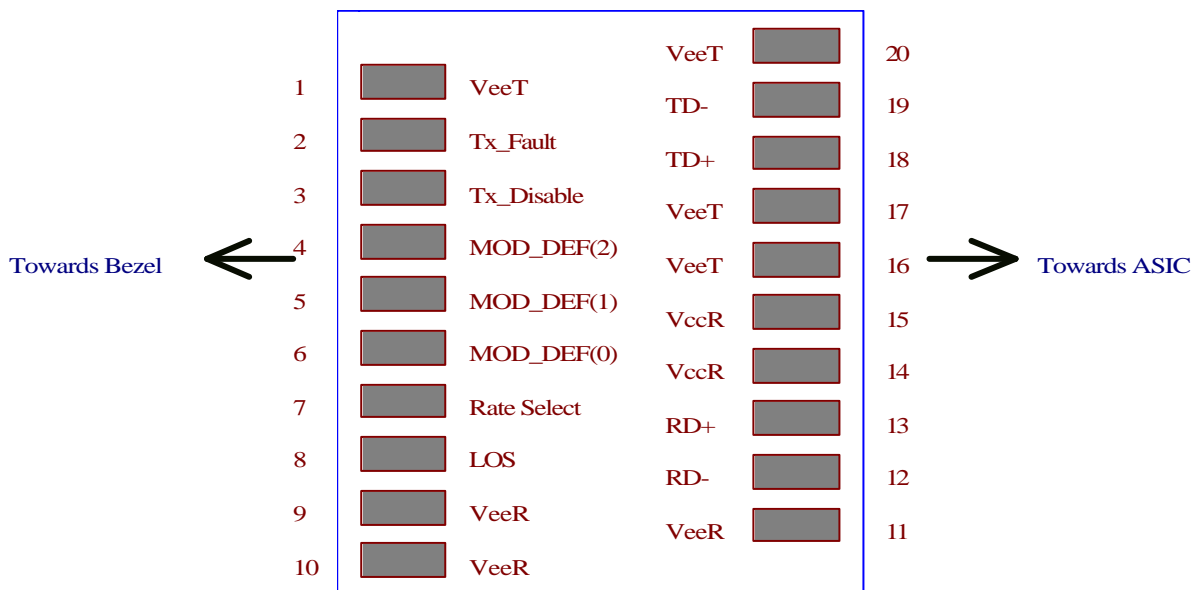 VeeT 20
1 VeeT
TD- 19
2 Tx_Fault
TD+ 18
3 Tx_Disable
VeeT 17
4 MOD_DEF(2)
Towards Bezel
VeeT 16
Towards ASIC
5 MOD_DEF(1)
VccR 15
6 MOD_DEF(0)
VccR 14
7 Rate Select
RD+ 13
8 LOS
RD- 12
9 VeeR
VeeR 11
10 VeeR